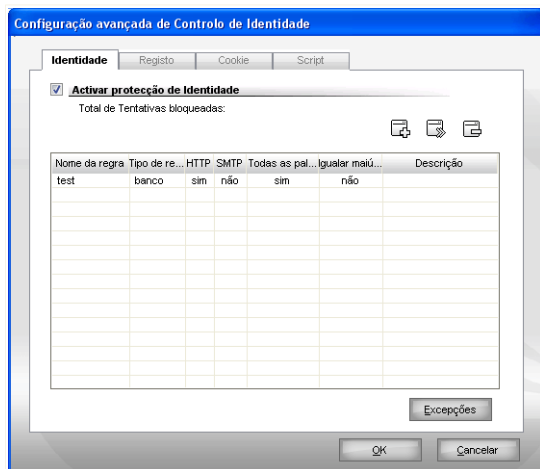 Configuração avançada de Controlo de Identidade
Identidade Registo Cookie Script
Activar protecção de Identidade
Total de Tentativas bloqueadas:
Nome da regra Tipo de re... HTTP SMTP Todas as pal... Igualar maiú... Descrição
test banco sim não sim não
Excepções
OK Cancelar